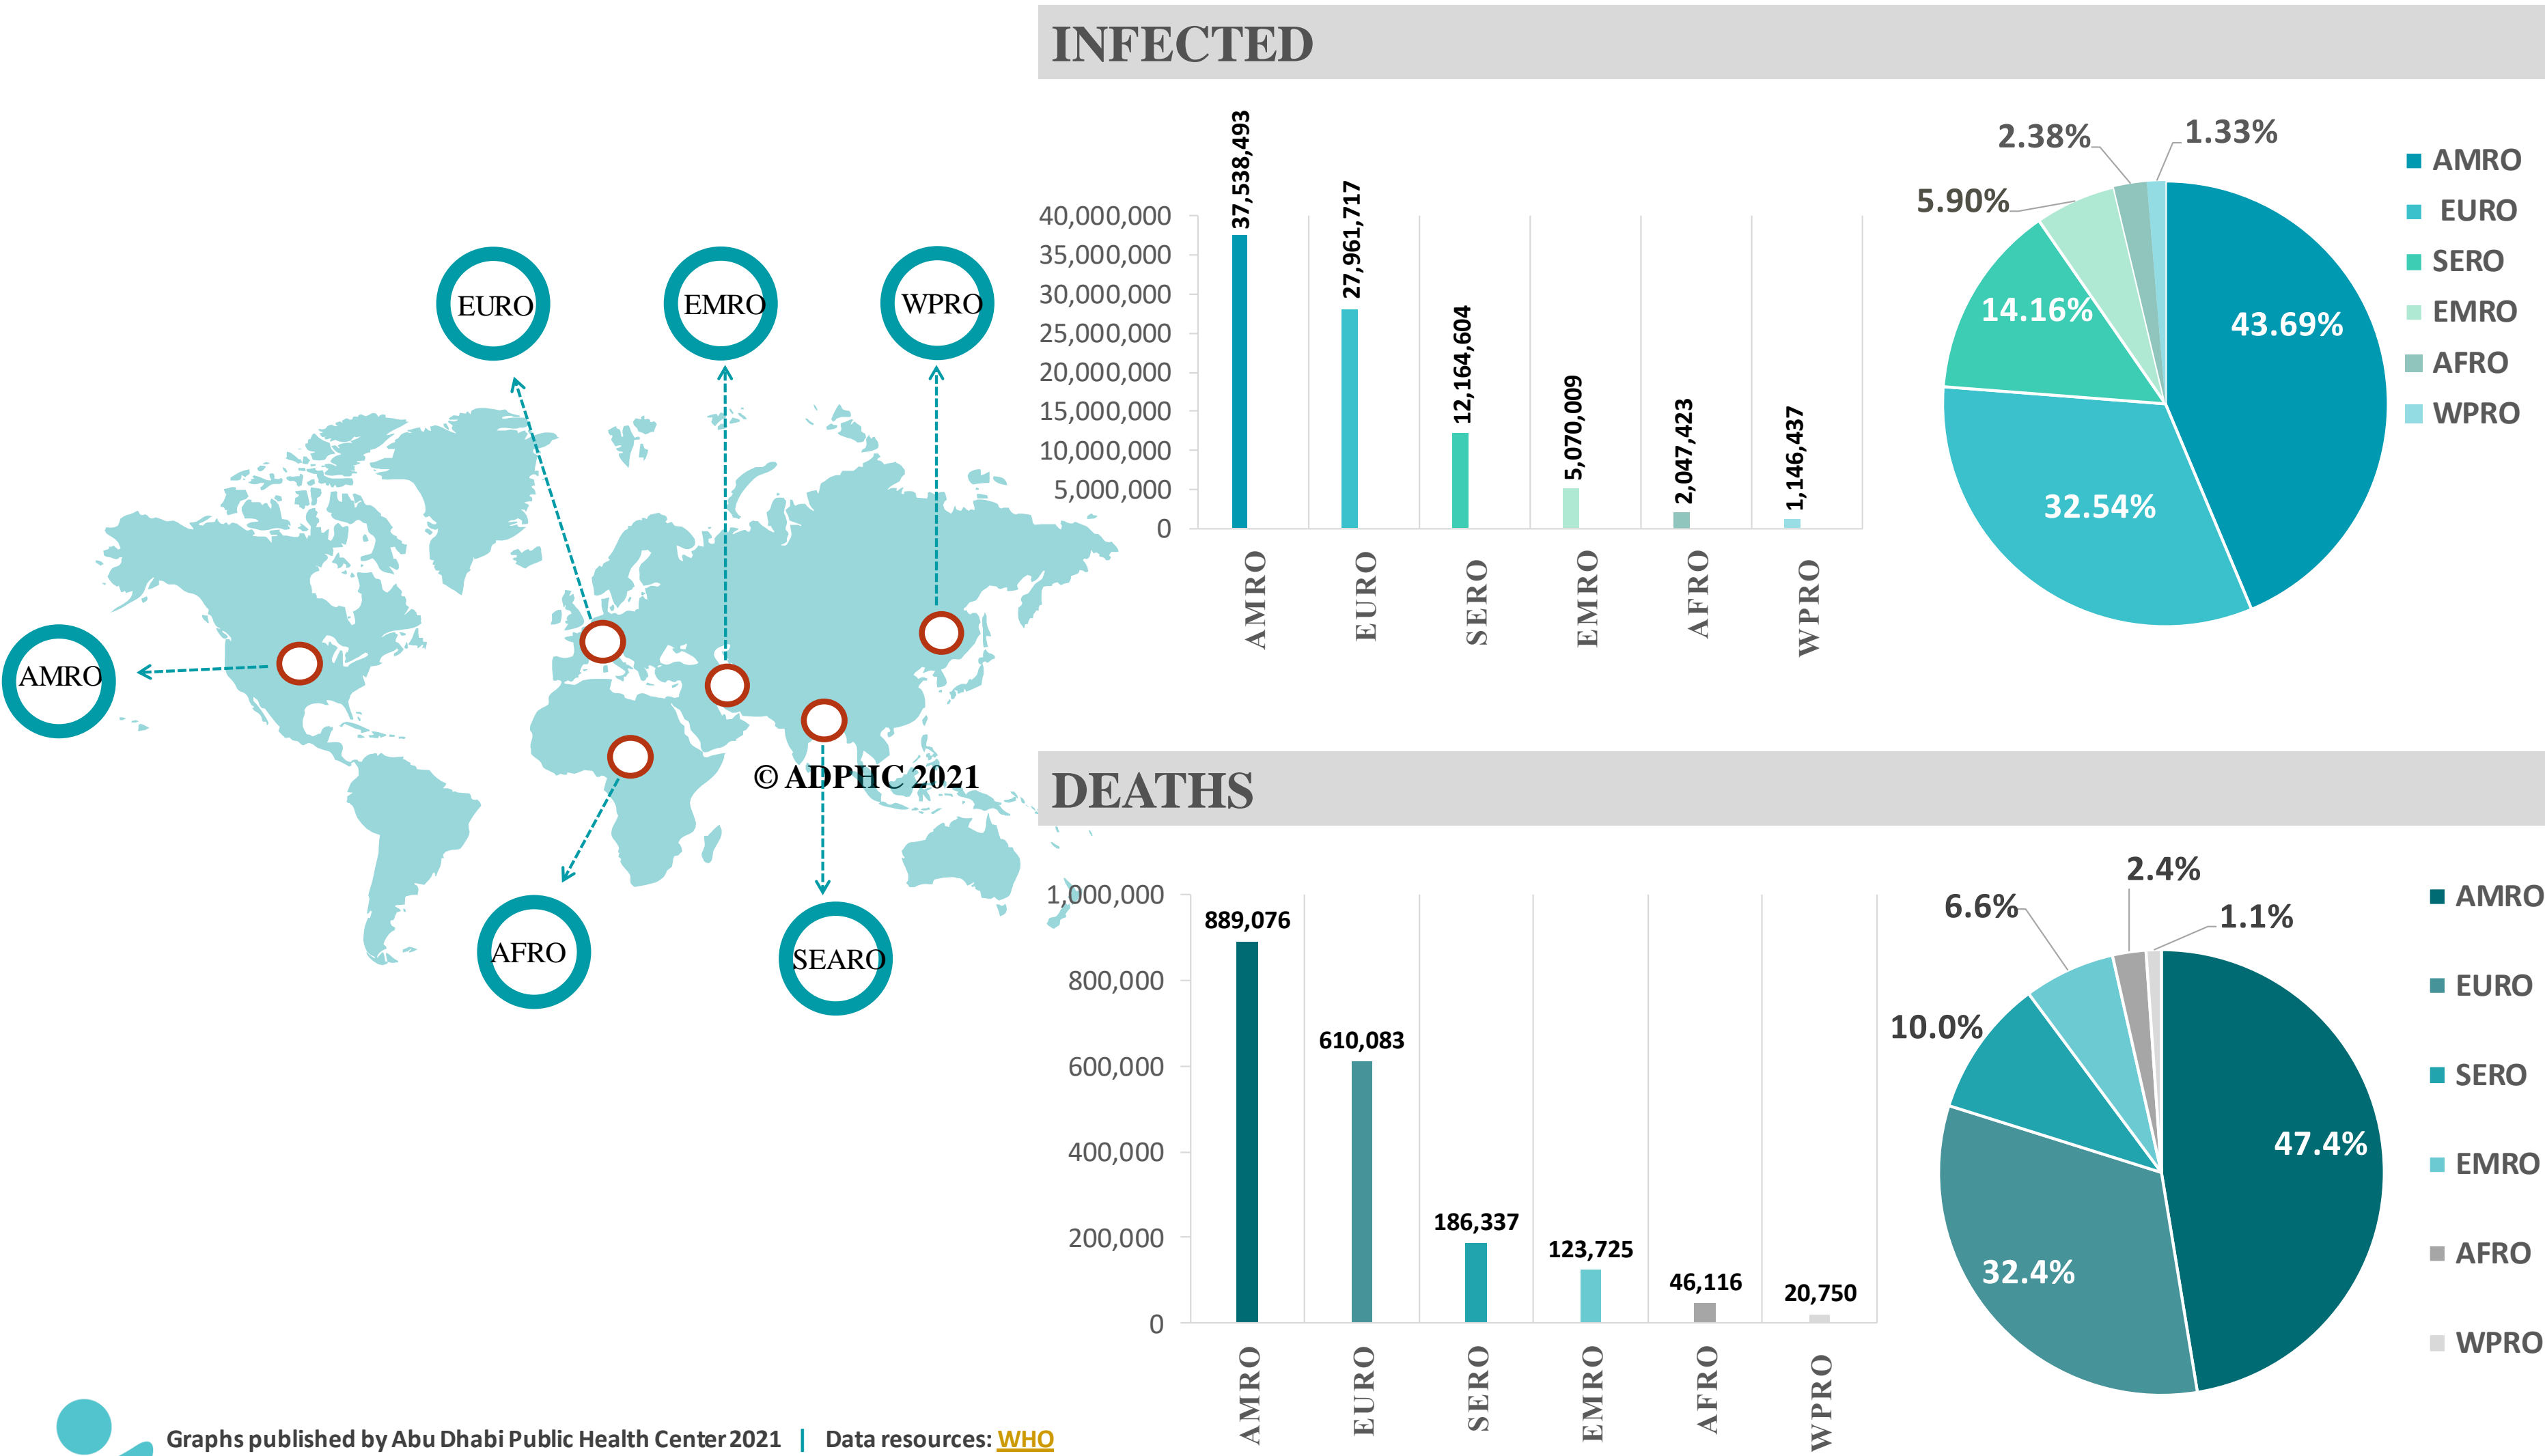 INFECTED
37,538,493
27,961,717
12,164,604
5,070,009
2,047,423
1,146,437
40,000,000
35,000,000
30,000,000
25,000,000
20,000,000
15,000,000
10,000,000
5,000,000
0
AMRO
EURO
SERO
EMRO
AFRO
WPRO
2.38%
1.33%
5.90%
14.16%
43.69%
32.54%
AMRO
EURO
SERO
EMRO
AFRO
WPRO
EURO
EMRO
WPRO
AMRO
AFRO
SEARO
© ADPHC 2021
DEATHS
1,000,000
800,000
600,000
400,000
200,000
0
889,076
610,083
186,337
123,725
46,116
20,750
AMRO
EURO
SERO
EMRO
AFRO
WPRO
2.4%
6.6%
1.1%
10.0%
47.4%
32.4%
AMRO
EURO
SERO
EMRO
AFRO
WPRO
Graphs published by Abu Dhabi Public Health Center 2021 | Data resources: WHO